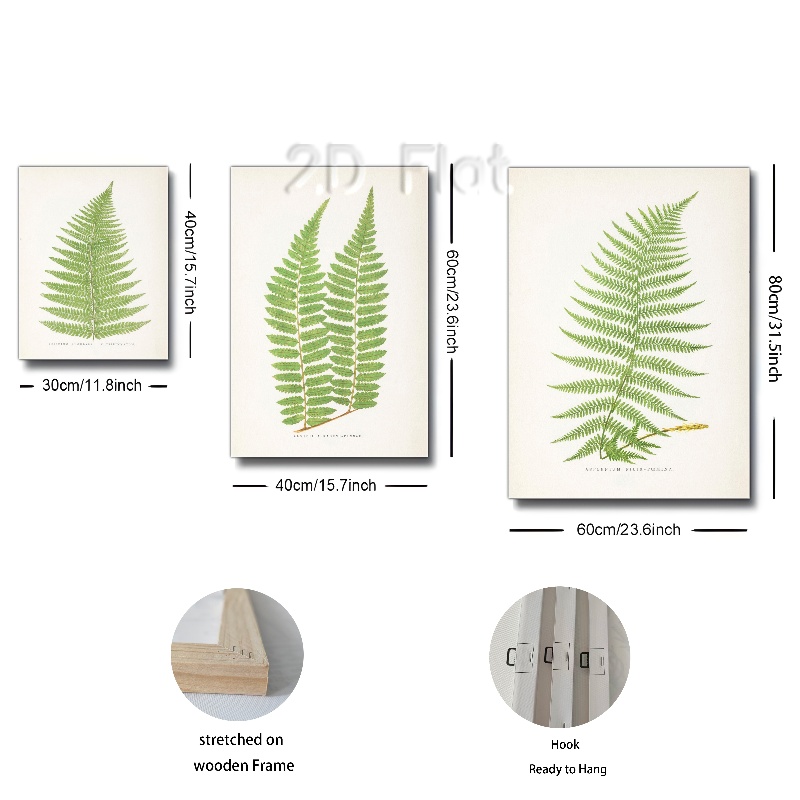 2D Flat
40cm/15.7inch
30cm/11.8inch
60cm/23.6inch
40cm/15.7inch
80cm/31.5inch
60cm/23.6inch
stretched on
wooden Frame
Hook
Ready to Hang